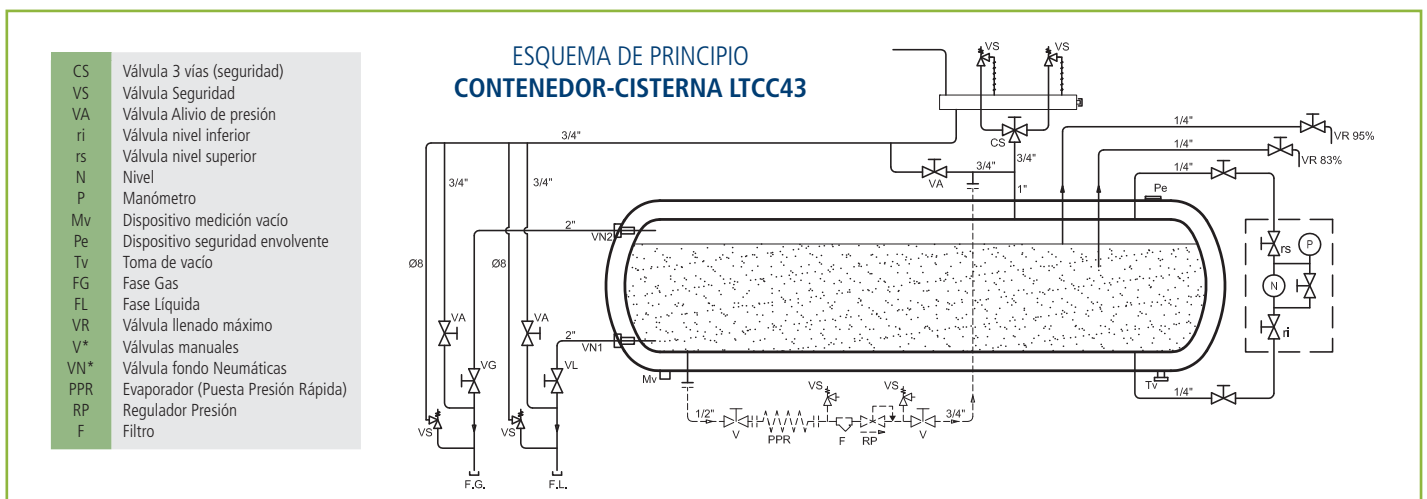 ESQUEMA DE PRINCIPIO
CONTENEDOR-CISTERNA LTCC43
CS Válvula 3 vías (seguridad)
VS Válvula Seguridad
VA Válvula Alivio de presión
ri Válvula nivel inferior
rs Válvula nivel superior
N Nivel
P Manómetro
Mv Dispositivo medición vacío
Pe Dispositivo seguridad envolvente
Tv Toma de vacío
FG Fase Gas
FL Fase Líquida
VR Válvula llenado máximo
V* Válvulas manuales
VN* Válvula fondo Neumáticas
PPR Evaporador (Puesta Presión Rápida)
RP Regulador Presión
F Filtro
VS
VS
CS
3/4"
3/4"
3/4"
VA
1"
1/4"
VR 95%
1/4"
VR 83%
1/4"
Pe
3/4"
3/4"
2"
VN2
Ø8
Ø8
rs
P
N
ri
VA
VA
2"
VN1
VG
VL
Mv
Tv
1/4"
VS
VS
1/2"
V
PPR
F
RP
V
3/4"
VS
VS
F.G.
F.L.